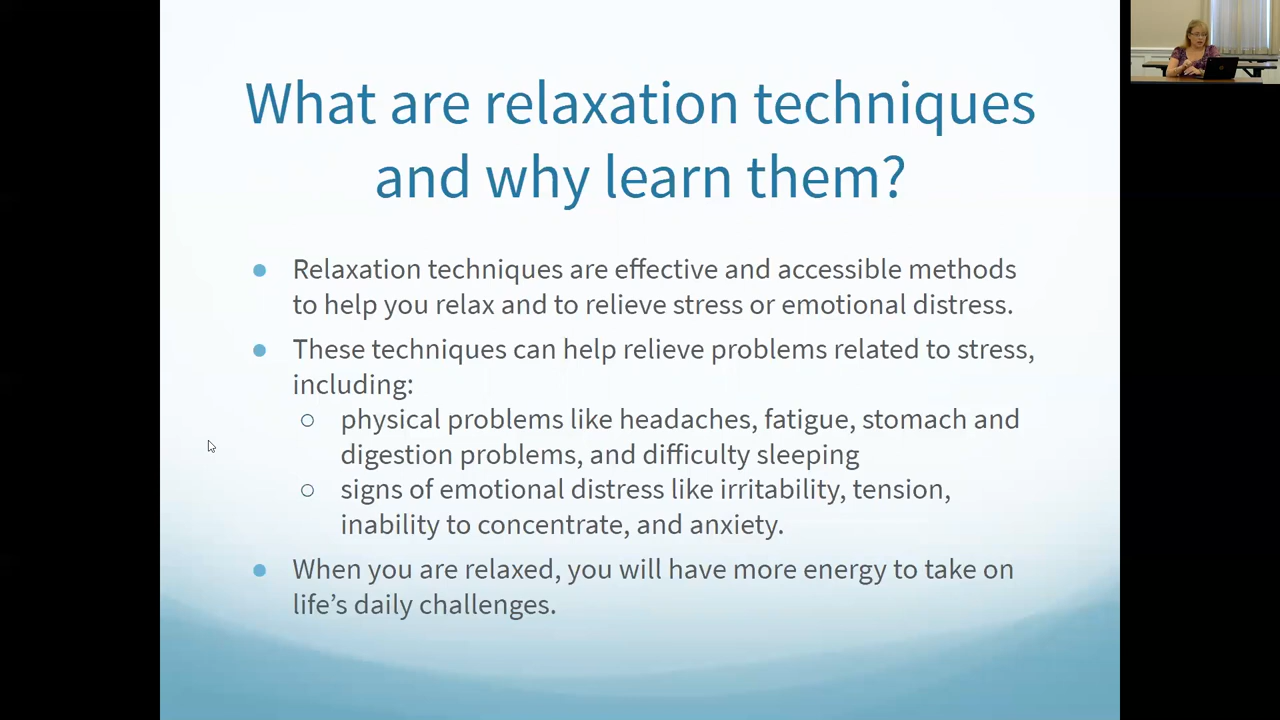 What are relaxation techniques
and why learn them?
● Relaxation techniques are effective and accessible methods
to help you relax and to relieve stress or emotional distress.
● These techniques can help relieve problems related to stress,
including:
○ physical problems like headaches, fatigue, stomach and
digestion problems, and difficulty sleeping
○ signs of emotional distress like irritability, tension,
inability to concentrate, and anxiety.
● When you are relaxed, you will have more energy to take on
life’s daily challenges.